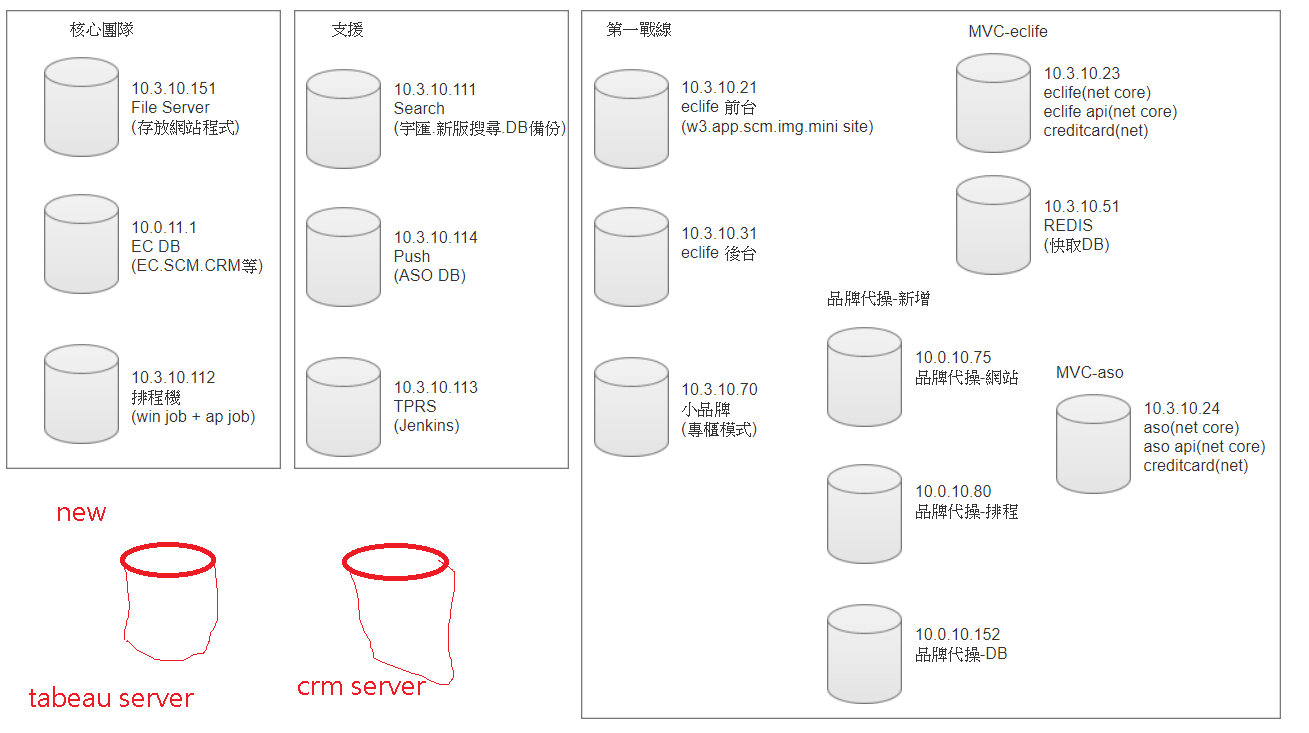 核心團隊
10.3.10.151
File Server
(存放網站程式)
10.0.11.1
EC DB
(EC.SCM.CRM等)
10.3.10.112
排程機
(win job + ap job)
支援
10.3.10.111
Search
(宇匯.新版搜尋.DB備份)
10.3.10.114
Push
(ASO DB)
10.3.10.113
TPRS
(Jenkins)
第一戰線
10.3.10.21
eclife 前台
(w3.app.scm.img.mini site)
10.3.10.31
eclife 後台
10.3.10.70
小品牌
(專櫃模式)
MVC-eclife
10.3.10.23
eclife(net core)
eclife api(net core)
creditcard(net)
10.3.10.51
REDIS
(快取DB)
品牌代操-新增
10.0.10.75
品牌代操-網站
10.0.10.80
品牌代操-排程
10.0.10.152
品牌代操-DB
MVC-aso
10.3.10.24
aso(net core)
aso api(net core)
creditcard(net)
new
tabeau server
crm server